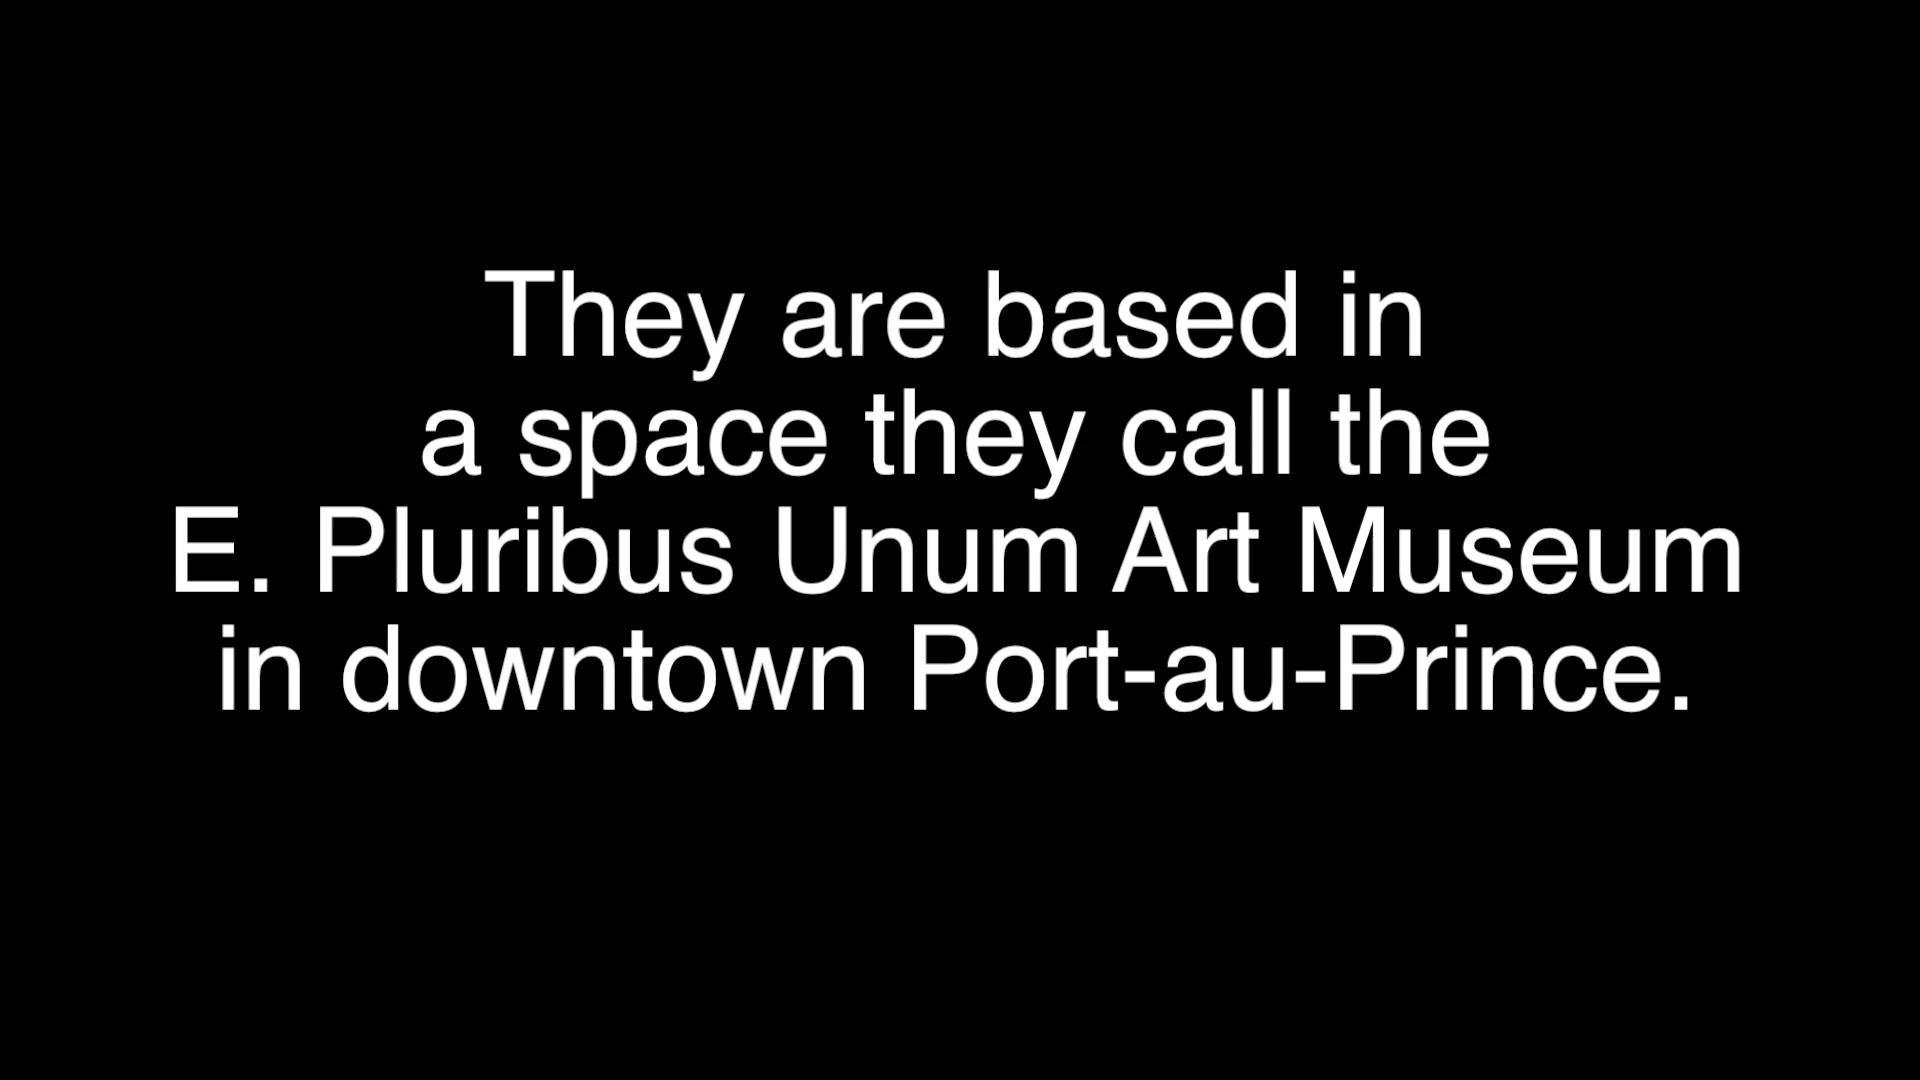 They are based in
a space they call the
E. Pluribus Unum Art Museum
in downtown Port-au-Prince.